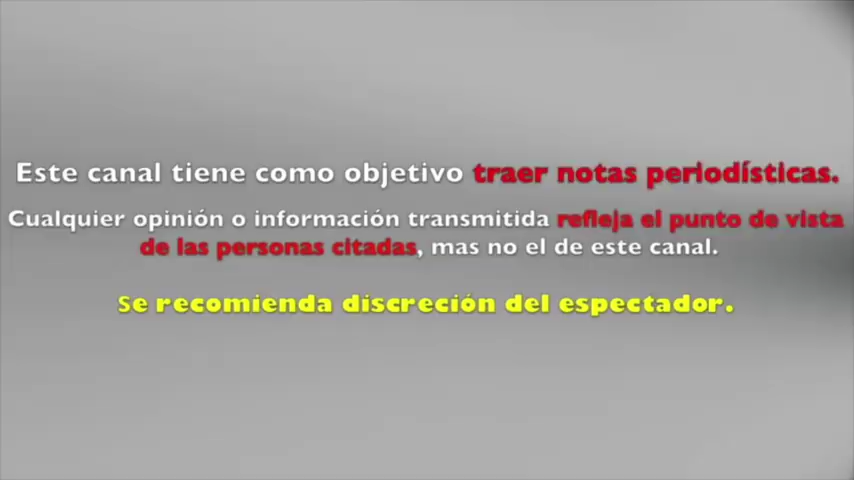 Este canal tiene como objetivo traer notas periodísticas.
Cualquier opinión o información transmitida refleja el punto de vista
de las personas citadas, mas no el de este canal.
Se recomienda discreción del espectador.